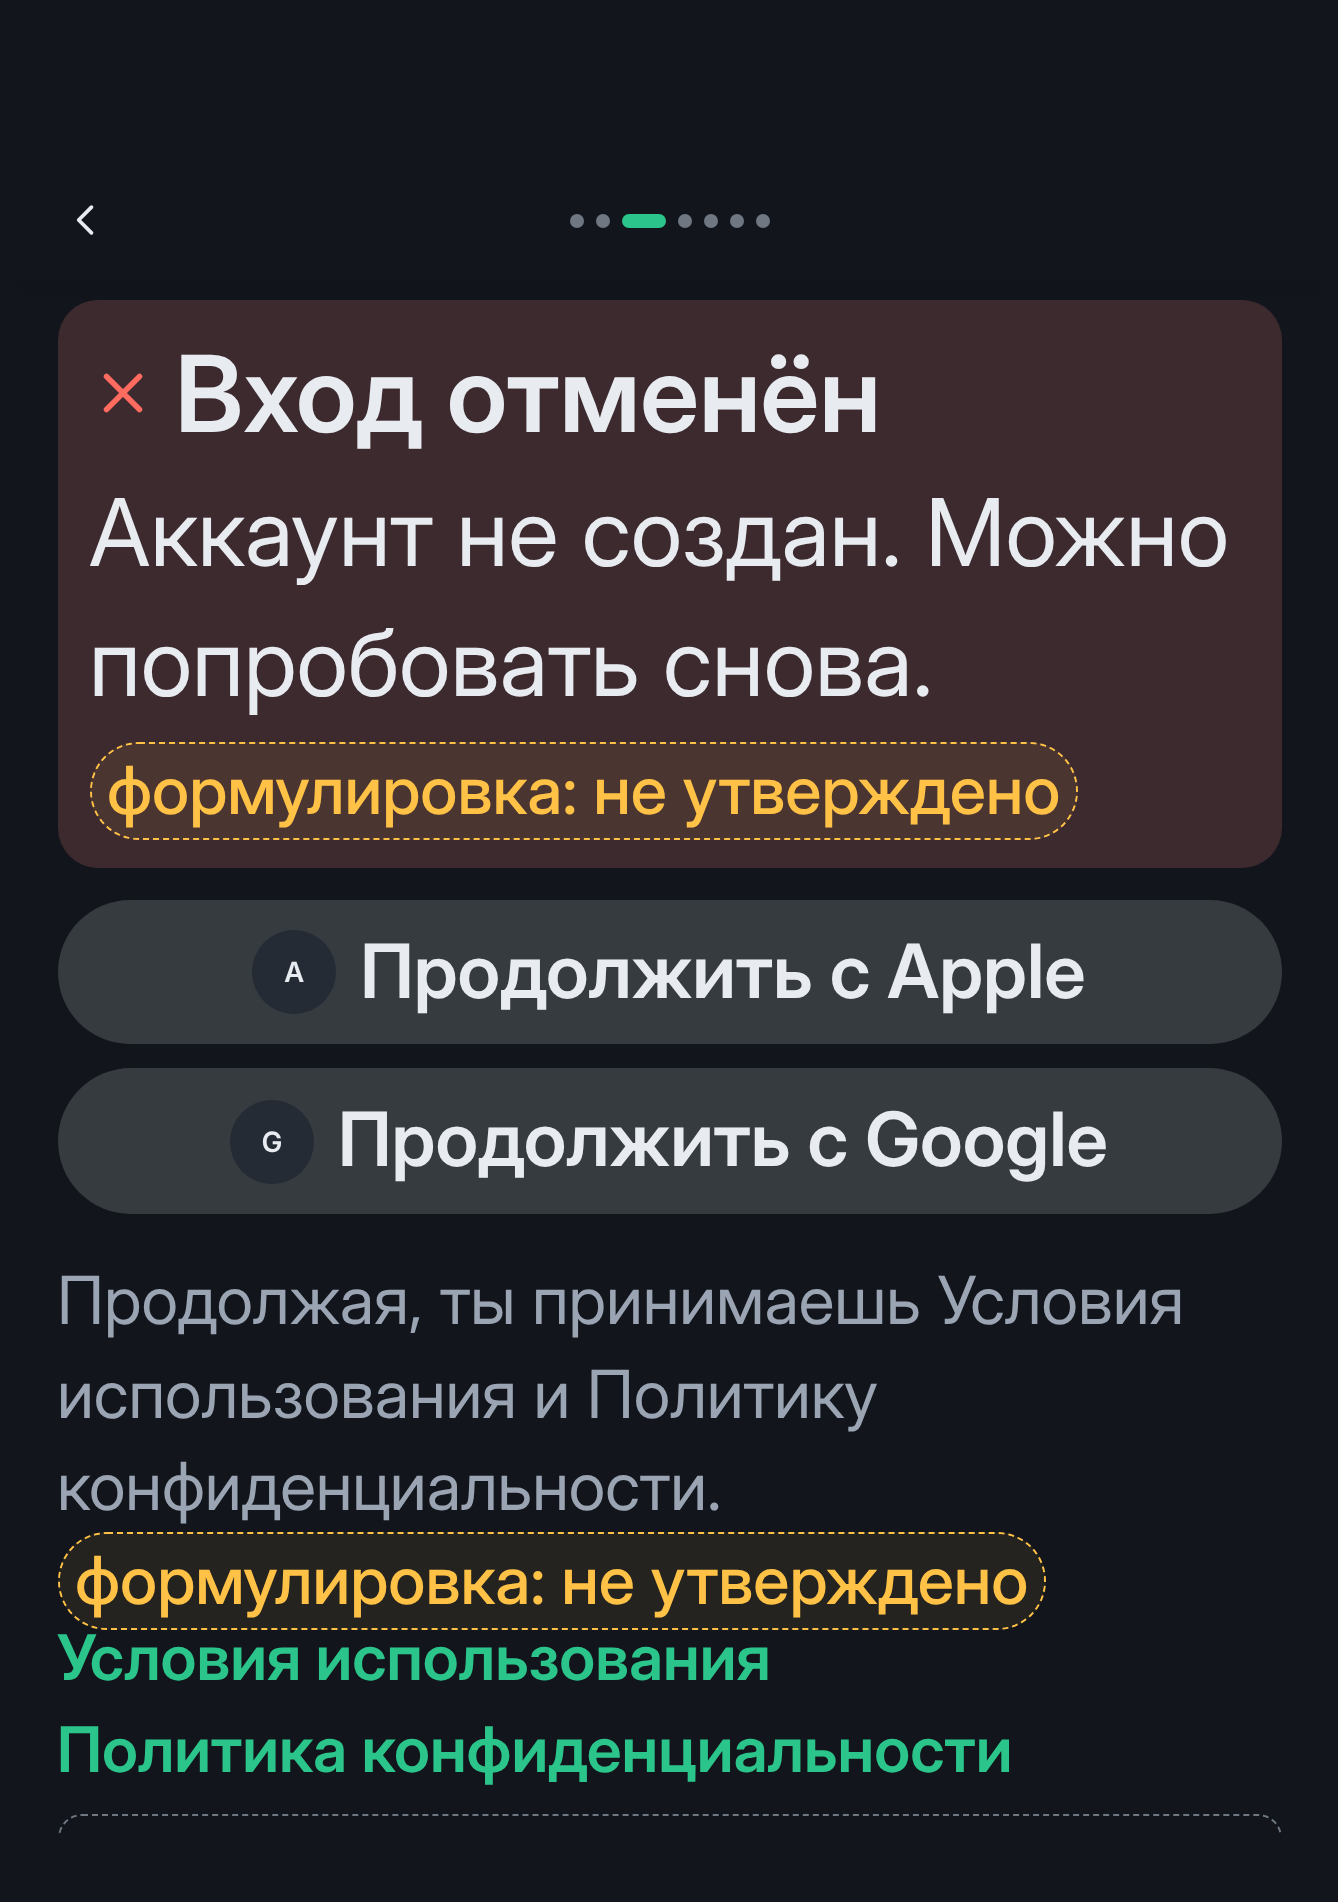 Вход отменён
Аккаунт не создан. Можно
попробовать снова.
формулировка: не утверждено
A Продолжить с Apple
G Продолжить с Google
Продолжая, ты принимаешь Условия
использования и Политику
конфиденциальности.
формулировка: не утверждено
Условия использования
Политика конфиденциальности